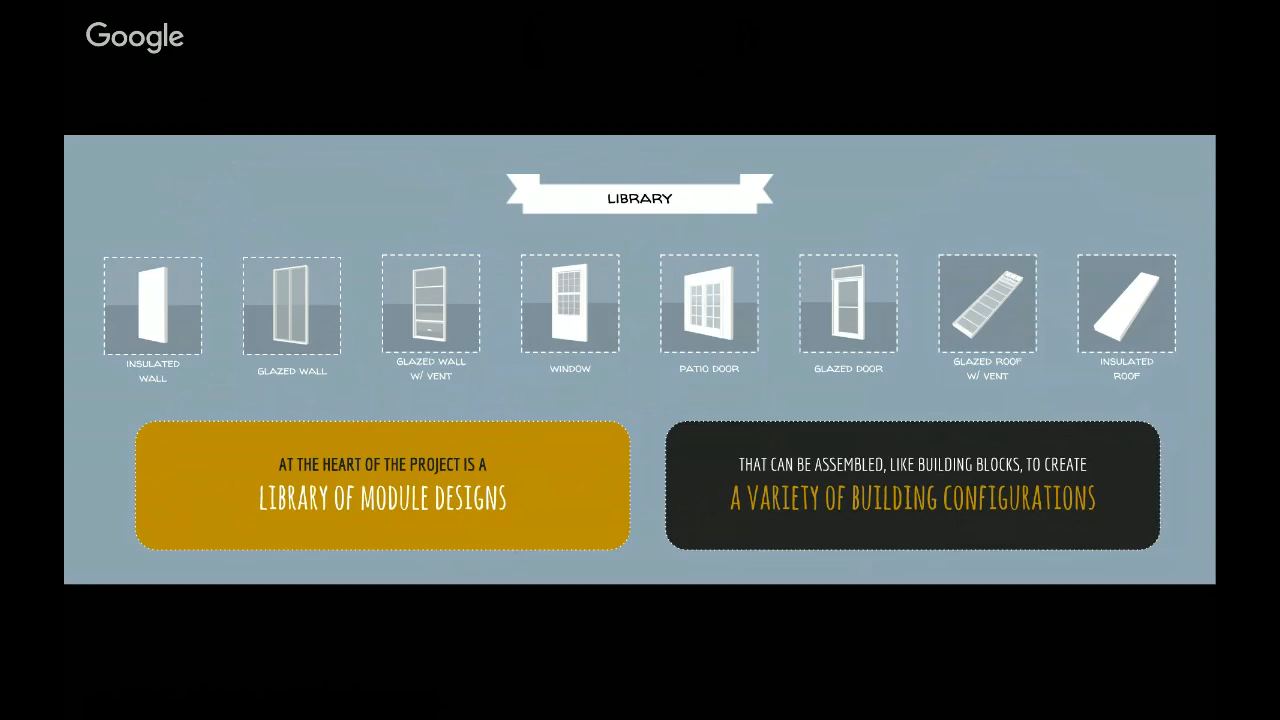 Google
LIBRARY
INSULATED
WALL
GLAZED WALL
GLAZED WALL
W/ VENT
WINDOW
PATIO DOOR
GLAZED DOOR
GLAZED ROOF
W/ VENT
INSULATED
ROOF
AT THE HEART OF THE PROJECT IS A
LIBRARY OF MODULE DESIGNS
THAT CAN BE ASSEMBLED, LIKE BUILDING BLOCKS, TO CREATE
A VARIETY OF BUILDING CONFIGURATIONS